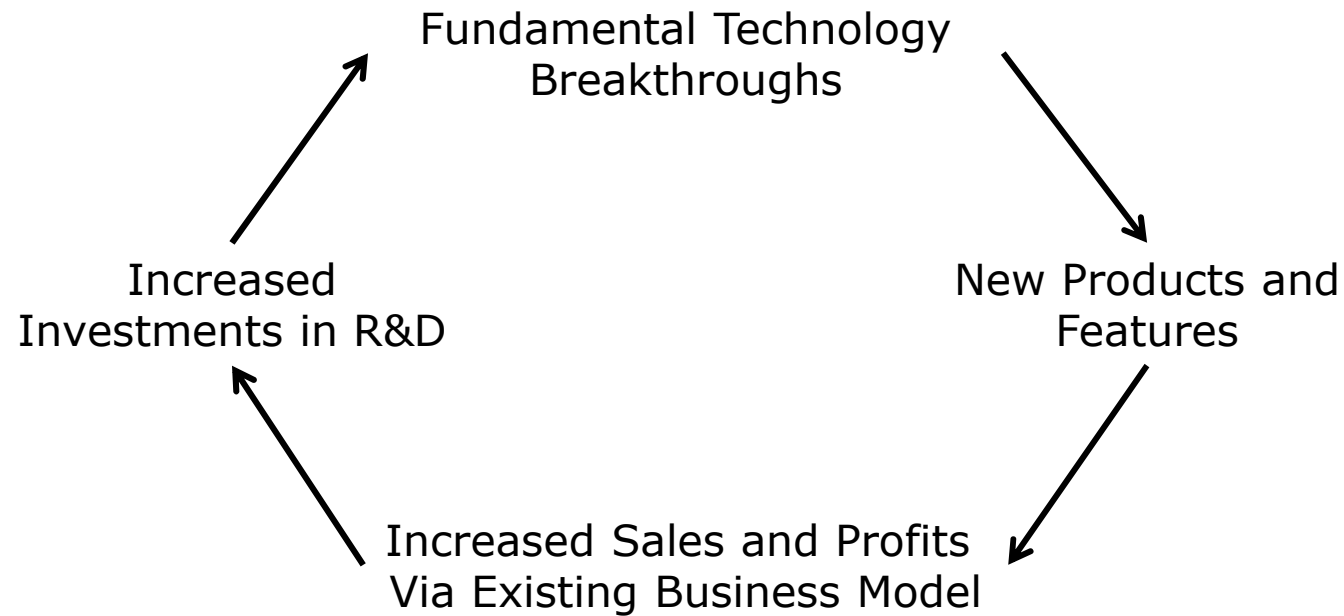 Fundamental Technology
Breakthroughs
Increased
Investments in R&D
New Products and
Features
Increased Sales and Profits
Via Existing Business Model